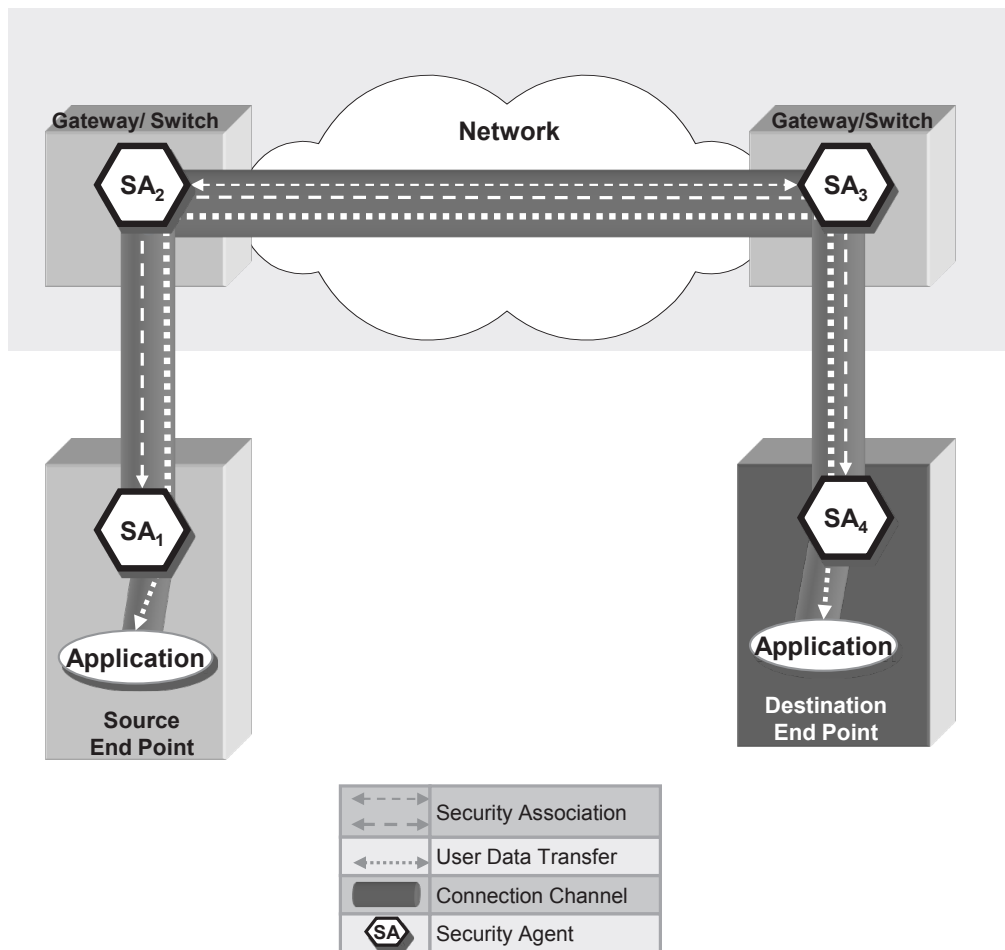 Network
Gateway/ Switch
Gateway/Switch
SA2
SA3
SA1
SA4
Application
Application
Source
End Point
Destination
End Point
Security Association
User Data Transfer
Connection Channel
SA
Security Agent